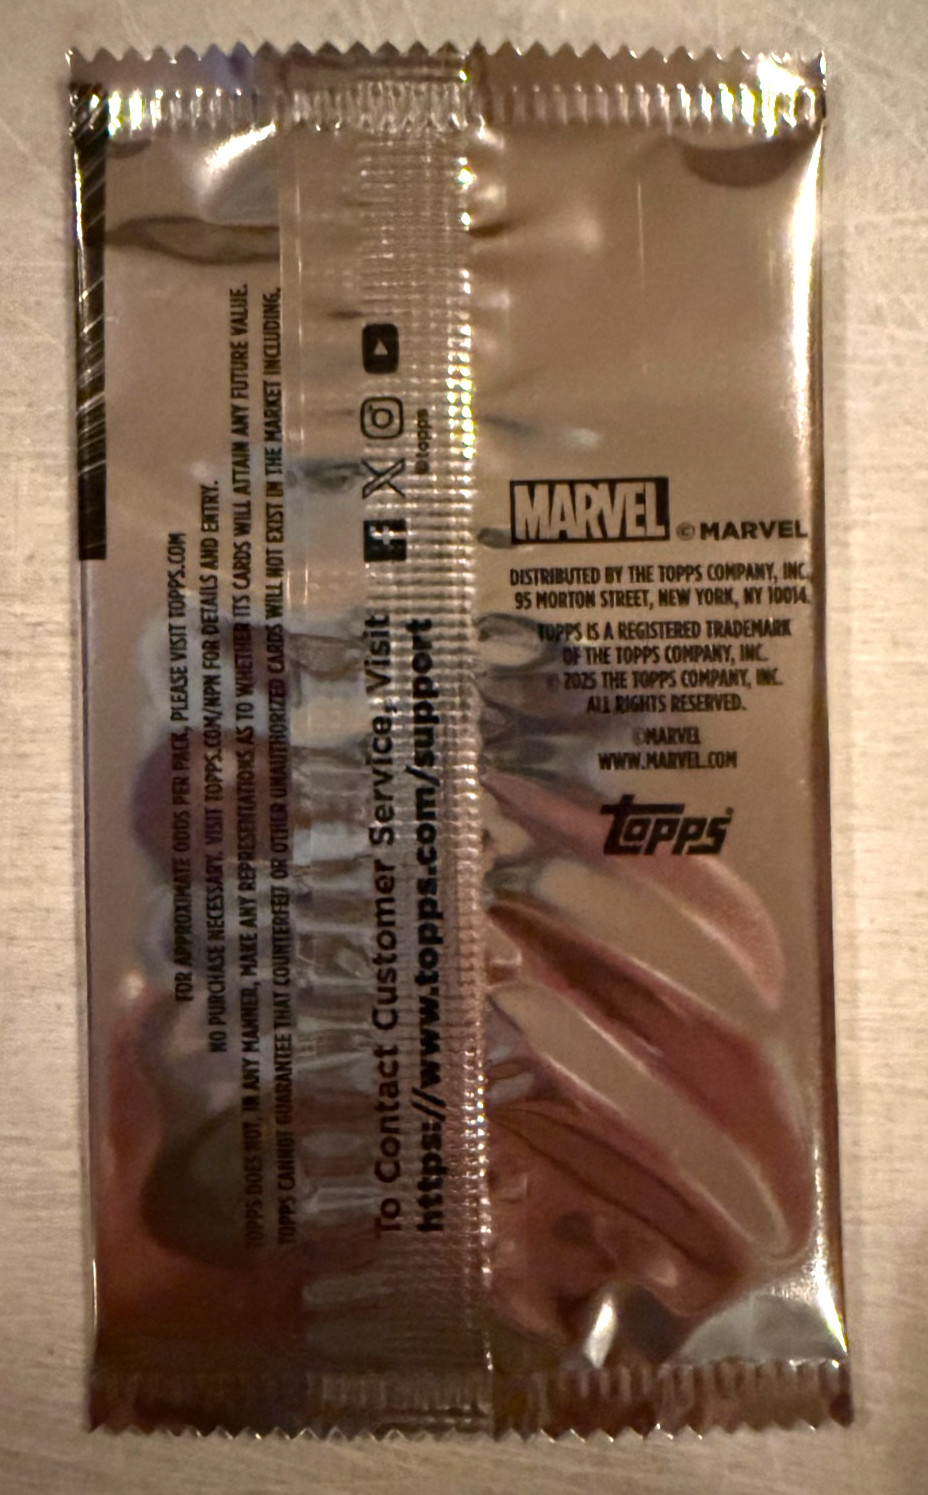 FOR APPROXIMATE ODDS PER PACK, PLEASE VISIT TOPPS.COM
NO PURCHASE NECESSARY. VISIT TOPPS.COM/NPN FOR DETAILS AND ENTRY.
TOPPS DOES NOT, IN ANY MANNER, MAKE ANY REPRESENTATIONS AS TO WHETHER ITS CARDS WILL ATTAIN ANY FUTURE VALUE.
TOPPS CANNOT GUARANTEE THAT COUNTERFEIT OR OTHER UNAUTHORIZED CARDS WILL NOT EXIST IN THE MARKET INCLUDING,
To Contact Customer Service, Visit
https://www.topps.com/support
@topps
MARVEL ©MARVEL
DISTRIBUTED BY THE TOPPS COMPANY, INC.
95 MORTON STREET, NEW YORK, NY 10014.
TOPPS IS A REGISTERED TRADEMARK
OF THE TOPPS COMPANY, INC.
© 2025 THE TOPPS COMPANY, INC.
ALL RIGHTS RESERVED.
©MARVEL
WWW.MARVEL.COM
topps®